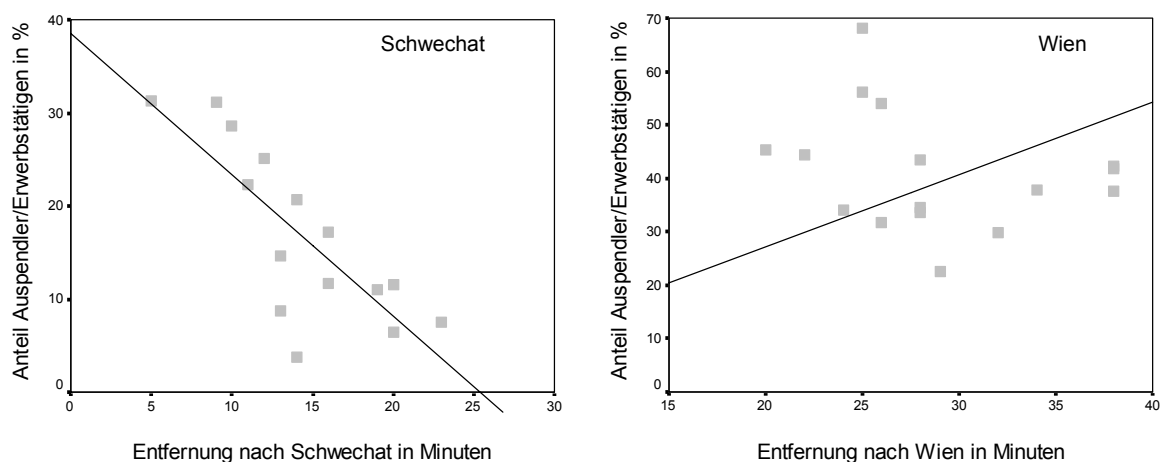 Anteil Auspendler/Erwerbstätigen in %
40
30
20
10
0
Schwechat
0 5 10 15 20 25 30
Entfernung nach Schwechat in Minuten
Anteil Auspendler/Erwerbstätigen in %
70
60
50
40
30
20
10
0
Wien
15 20 25 30 35 40
Entfernung nach Wien in Minuten